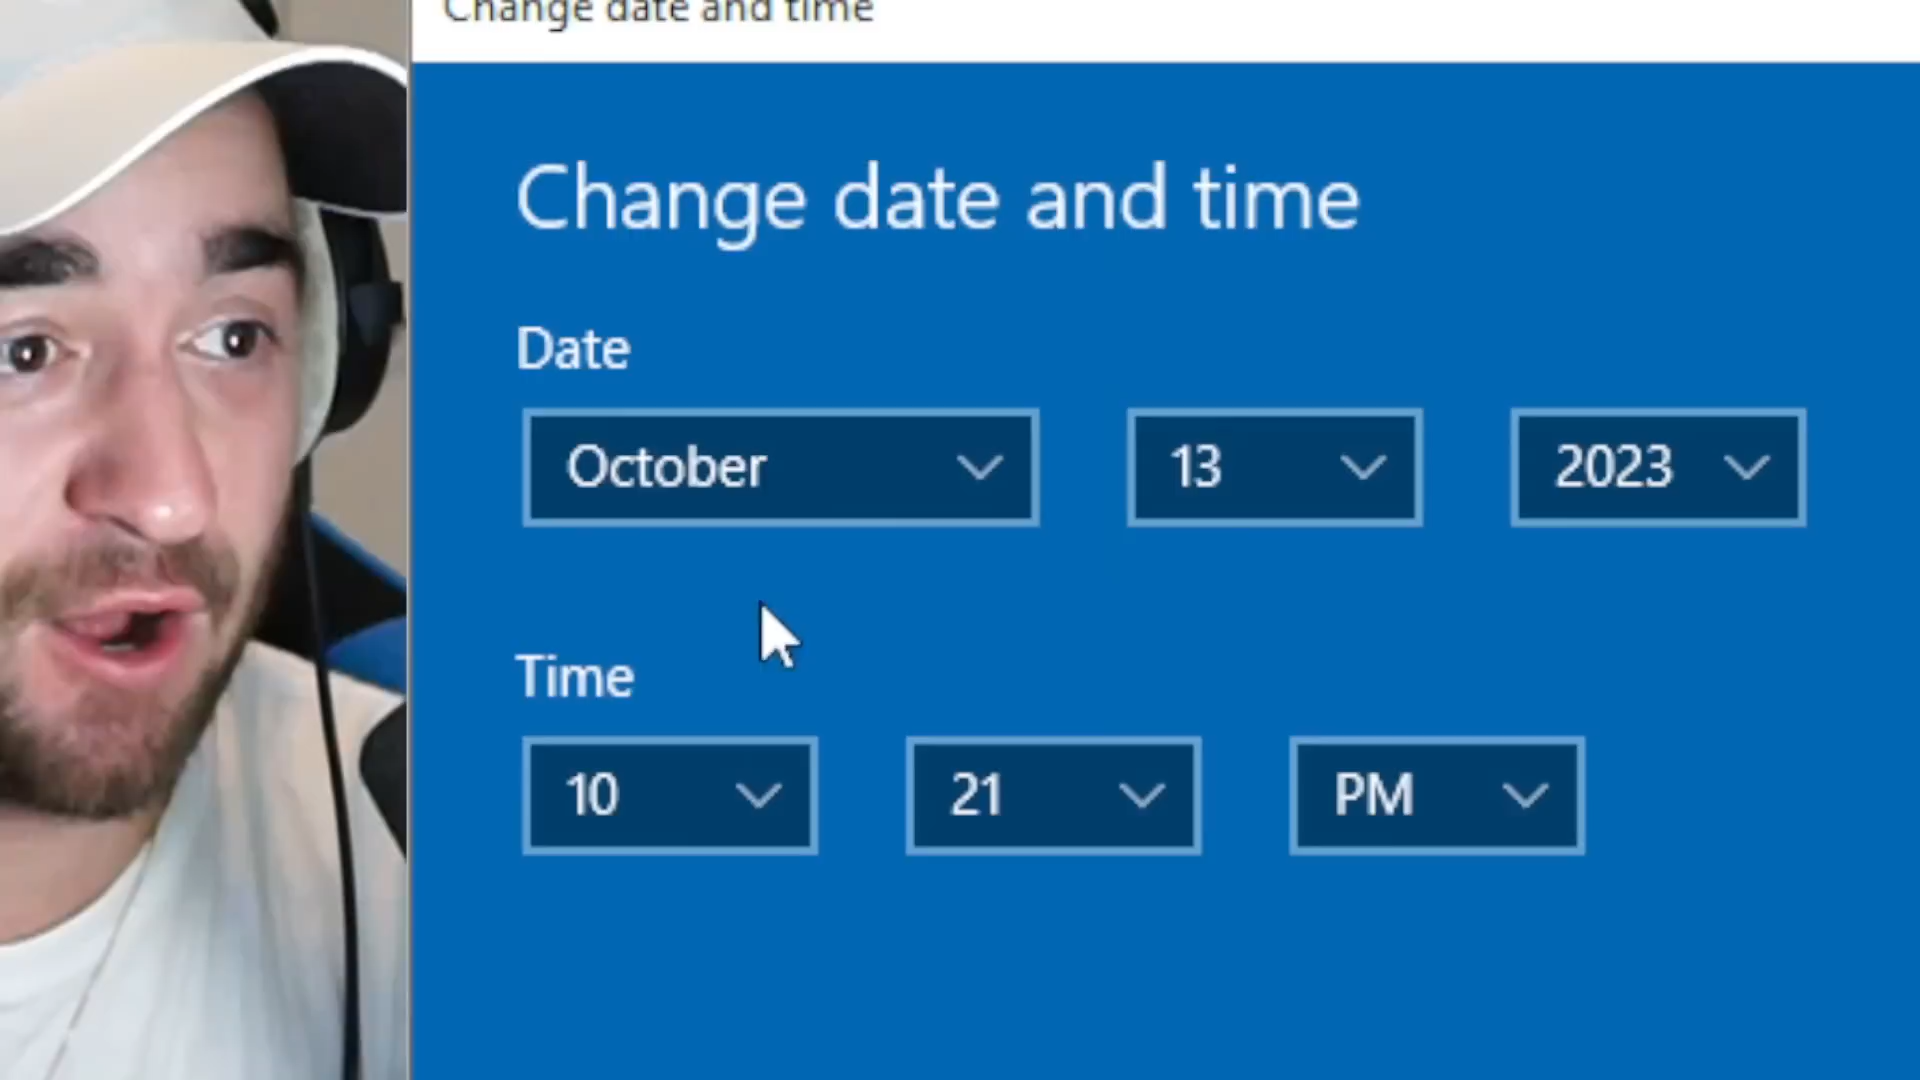 Change date and time
Change date and time
Date
October 13 2023
Time
10 21 PM